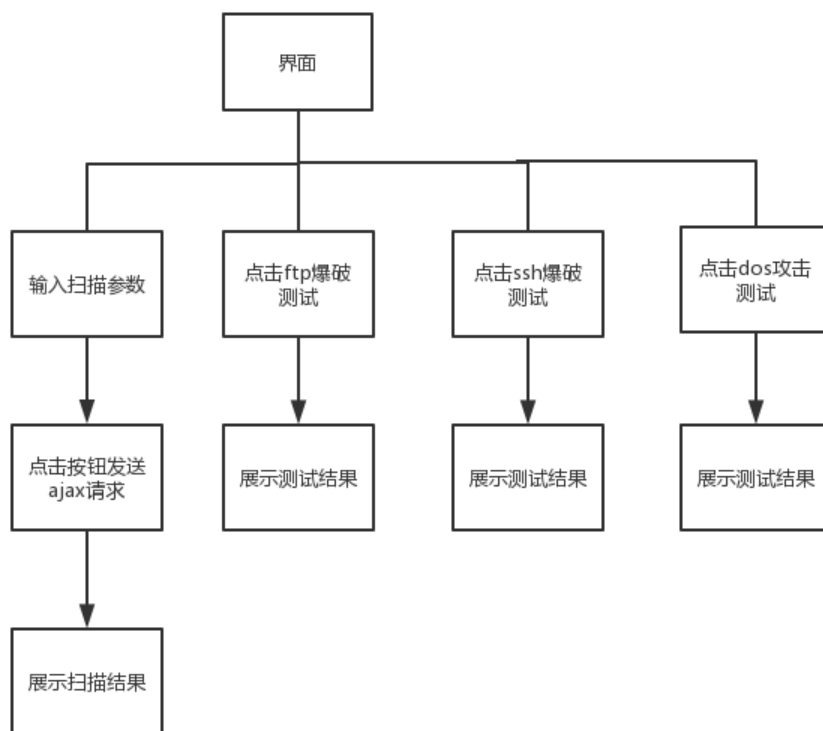 界面
输入扫描参数
点击ftp爆破
测试
点击ssh爆破
测试
点击dos攻击
测试
点击按钮发送
ajax请求
展示测试结果
展示测试结果
展示测试结果
展示扫描结果